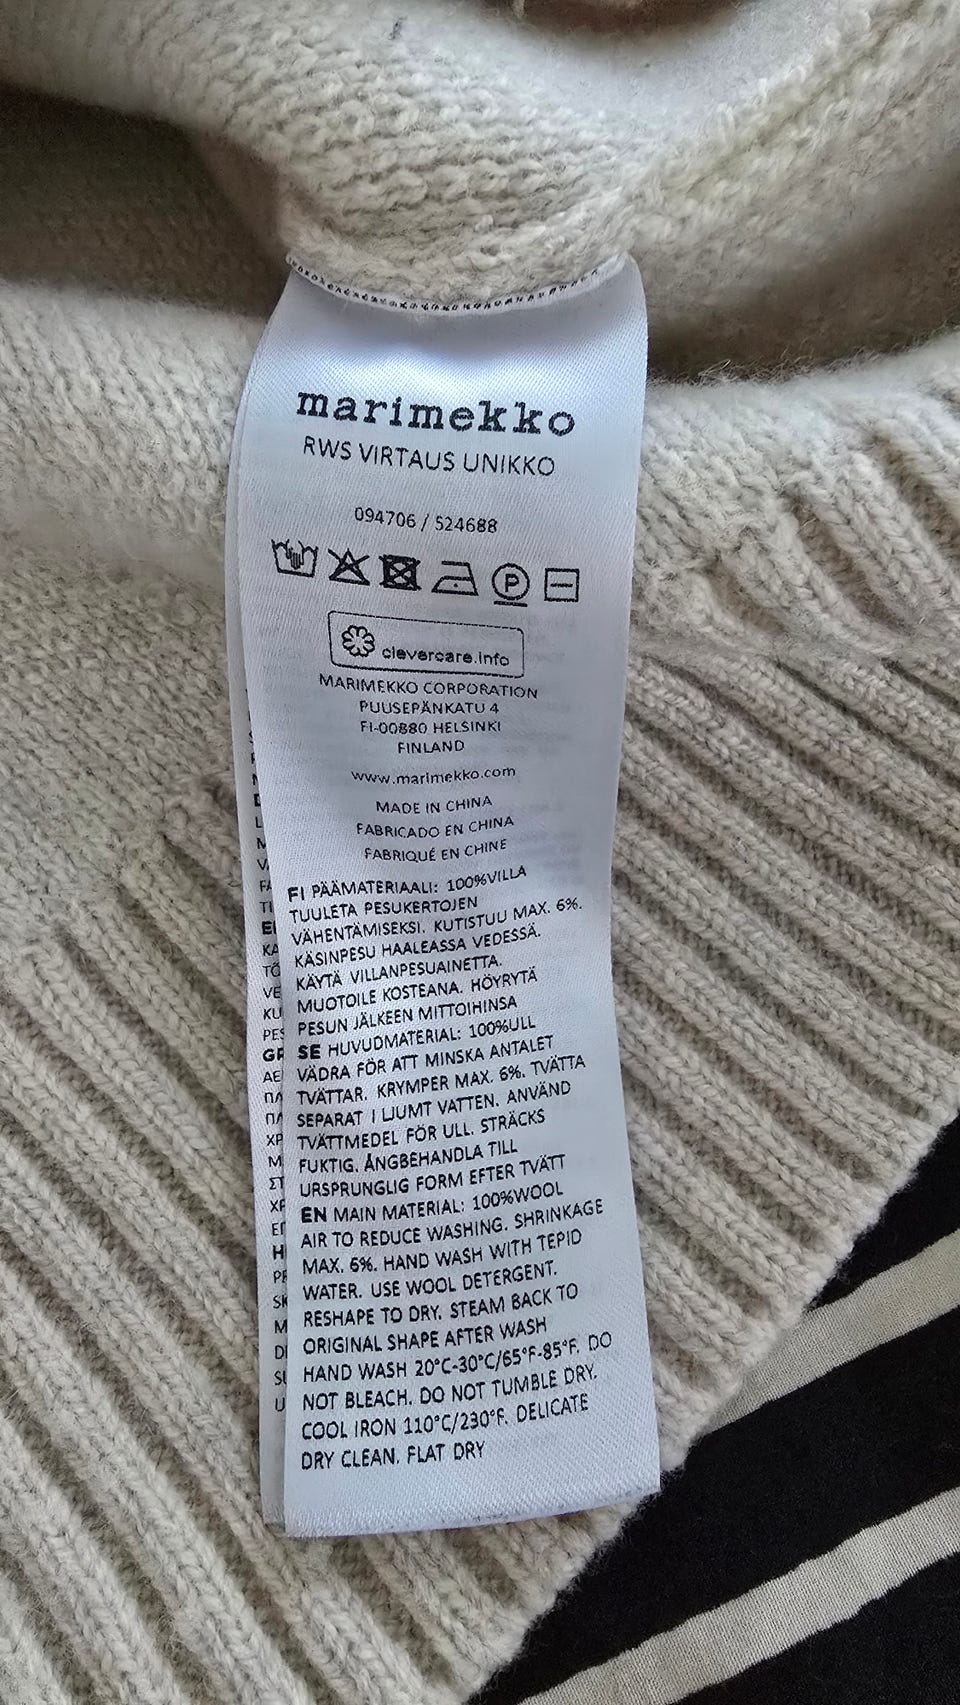 marimekko
RWS VIRTAUS UNIKKO
094706 / 524688
P
clevercare.info
MARIMEKKO CORPORATION
PUUSEPÄNKATU 4
FI-00880 HELSINKI
FINLAND
www.marimekko.com
MADE IN CHINA
FABRICADO EN CHINA
FABRIQUÉ EN CHINE
FI PÄÄMATERIAALI: 100%VILLA
TUULETA PESUKERTOJEN
VÄHENTÄMISEKSI. KUTISTUU MAX. 6%.
KÄSINPESU HAALEASSA VEDESSÄ.
KÄYTÄ VILLANPESUAINETTA.
MUOTOILE KOSTEANA. HÖYRYTÄ
PESUN JÄLKEEN MITTOIHINSA
SE HUVUDMATERIAL: 100%ULL
VÄDRA FÖR ATT MINSKA ANTALET
TVÄTTAR. KRYMPER MAX. 6%. TVÄTTA
SEPARAT I LJUMT VATTEN. ANVÄND
TVÄTTMEDEL FÖR ULL. STRÄCKS
FUKTIG. ÅNGBEHANDLA TILL
URSPRUNGLIG FORM EFTER TVÄTT
EN MAIN MATERIAL: 100%WOOL
AIR TO REDUCE WASHING. SHRINKAGE
MAX. 6%. HAND WASH WITH TEPID
WATER. USE WOOL DETERGENT.
RESHAPE TO DRY. STEAM BACK TO
ORIGINAL SHAPE AFTER WASH
HAND WASH 20°C-30°C/65°F-85°F. DO
NOT BLEACH. DO NOT TUMBLE DRY.
COOL IRON 110°C/230°F. DELICATE
DRY CLEAN. FLAT DRY